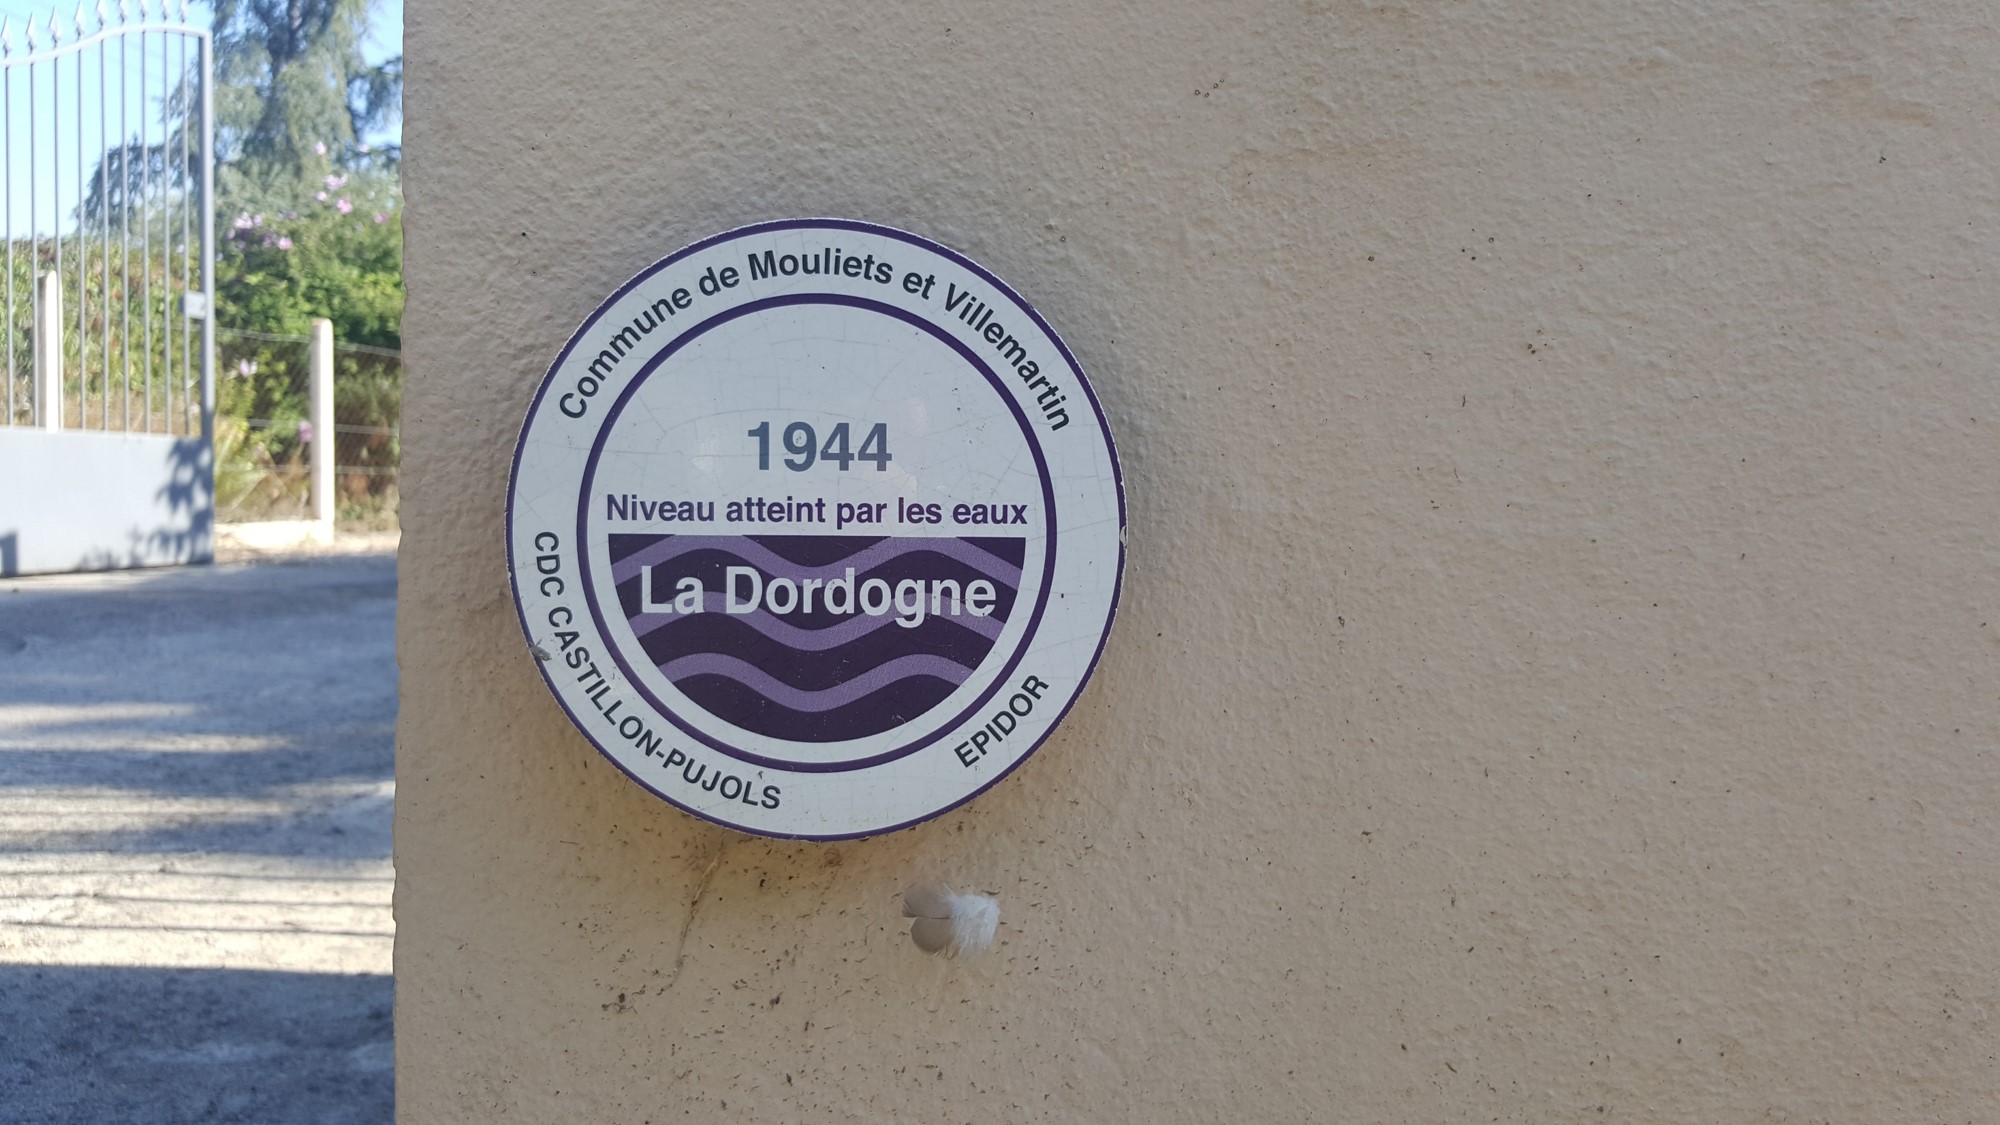 Commune de Mouliets et Villemartin
1944
Niveau atteint par les eaux
La Dordogne
CDC CASTILLON-PUJOLS
EPIDOR